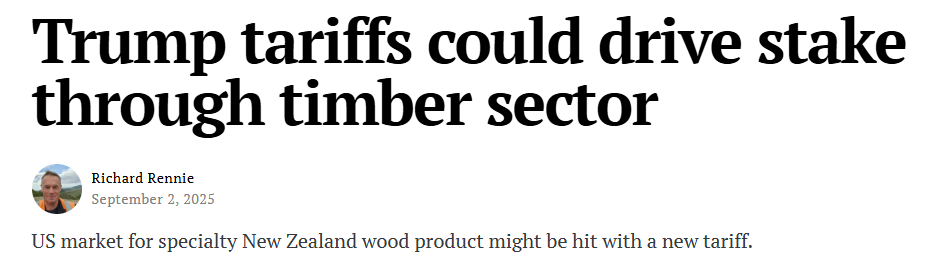 Trump tariffs could drive stake
through timber sector
Richard Rennie
September 2, 2025
US market for specialty New Zealand wood product might be hit with a new tariff.